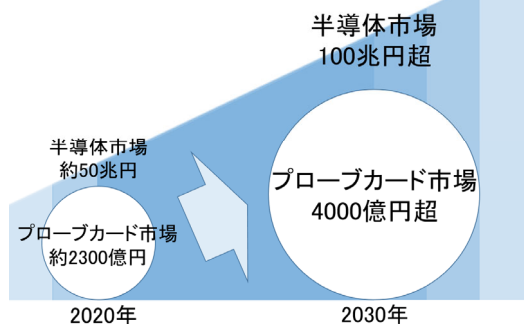 半導体市場
100兆円超
半導体市場
約50兆円
プローブカード市場
4000億円超
プローブカード市場
約2300億円
2020年
2030年